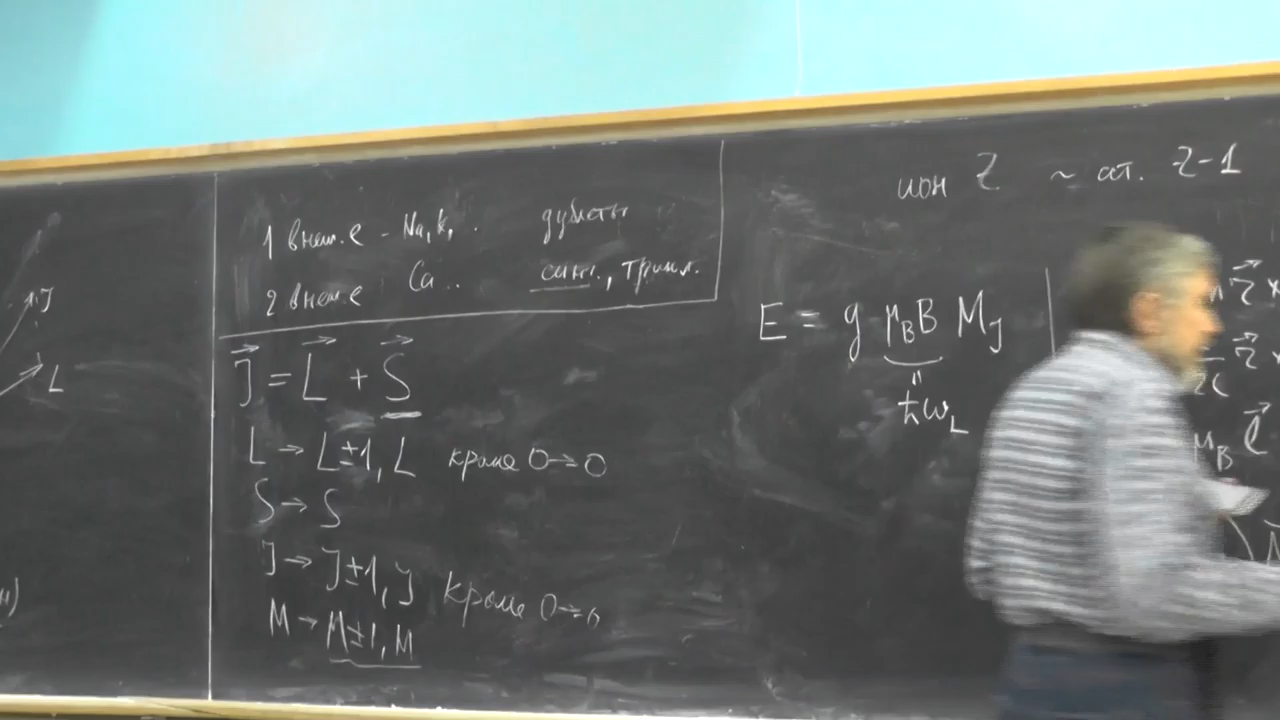 J
L
н)
1 внеш. e - Na, K, . дублеты
2 внеш e Ca .. синг., трипл.
J⃗ = L⃗ + S⃗
L → L±1, L кроме 0→0
S → S
J → J±1, J кроме 0→0
M → M±1, M
ион Z ~ ат. Z-1
E = g μ_B B M_J
"
ħω_L
r⃗ ×
2C r⃗ ×
μ_B ℓ⃗